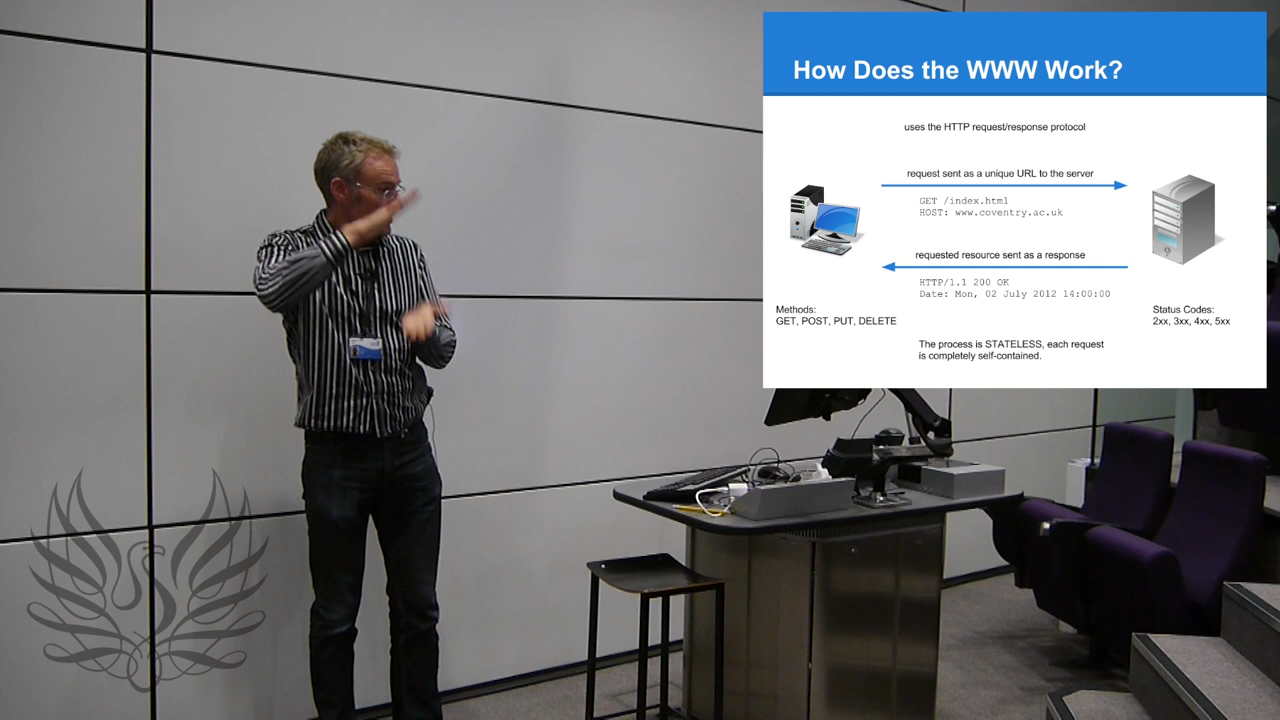 How Does the WWW Work?
uses the HTTP request/response protocol
request sent as a unique URL to the server
GET /index.html
HOST: www.coventry.ac.uk
requested resource sent as a response
HTTP/1.1 200 OK
Date: Mon, 02 July 2012 14:00:00
Methods:
GET, POST, PUT, DELETE
Status Codes:
2xx, 3xx, 4xx, 5xx
The process is STATELESS, each request
is completely self-contained.